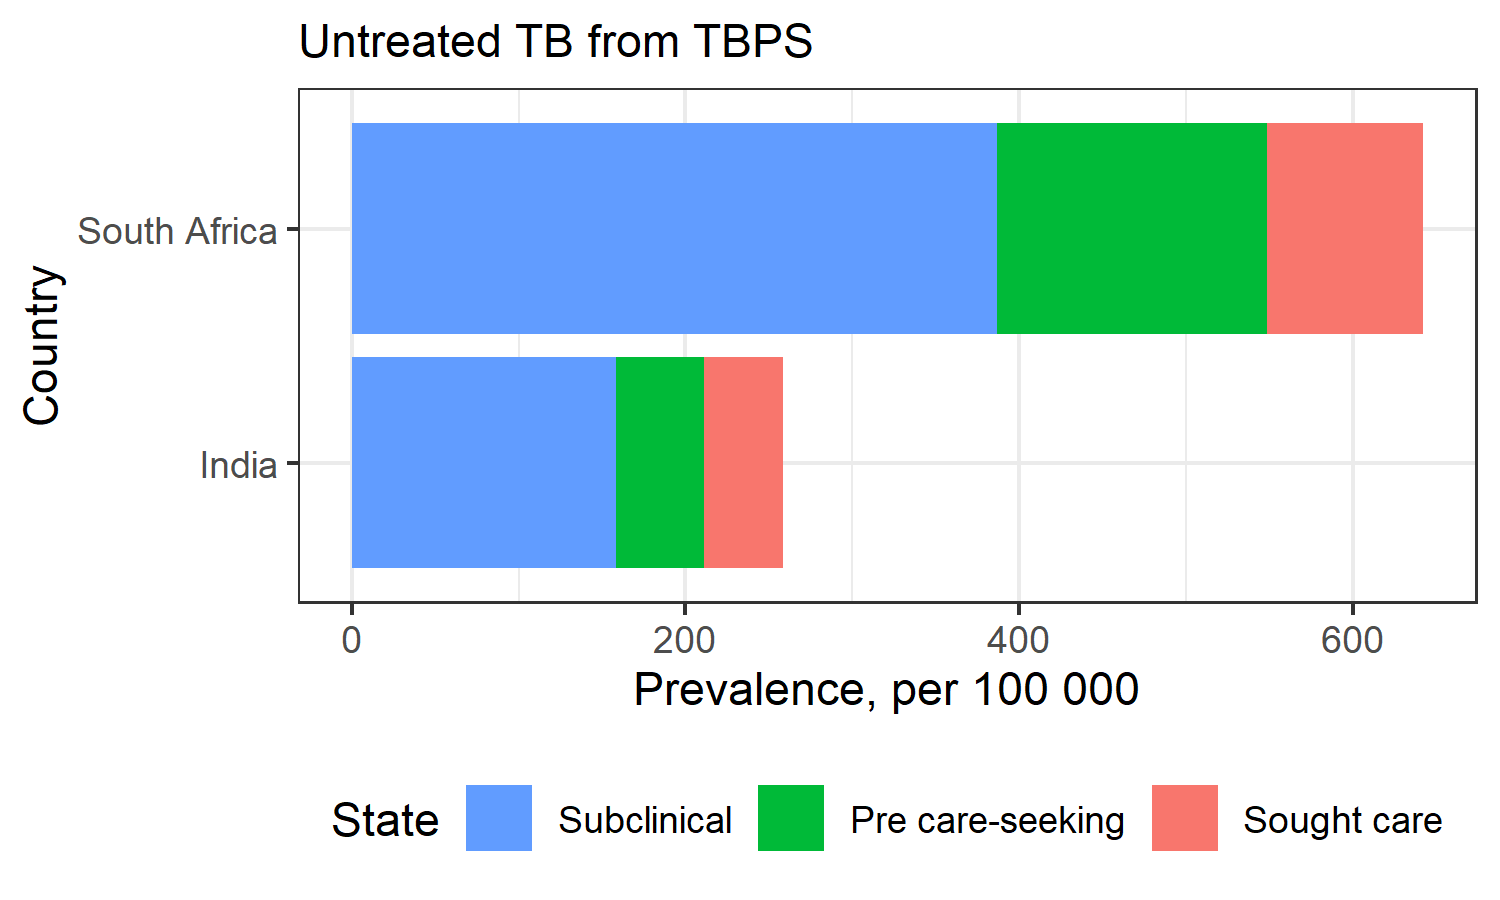 Untreated TB from TBPS
Country
South Africa
India
0 200 400 600
Prevalence, per 100 000
State Subclinical Pre care-seeking Sought care